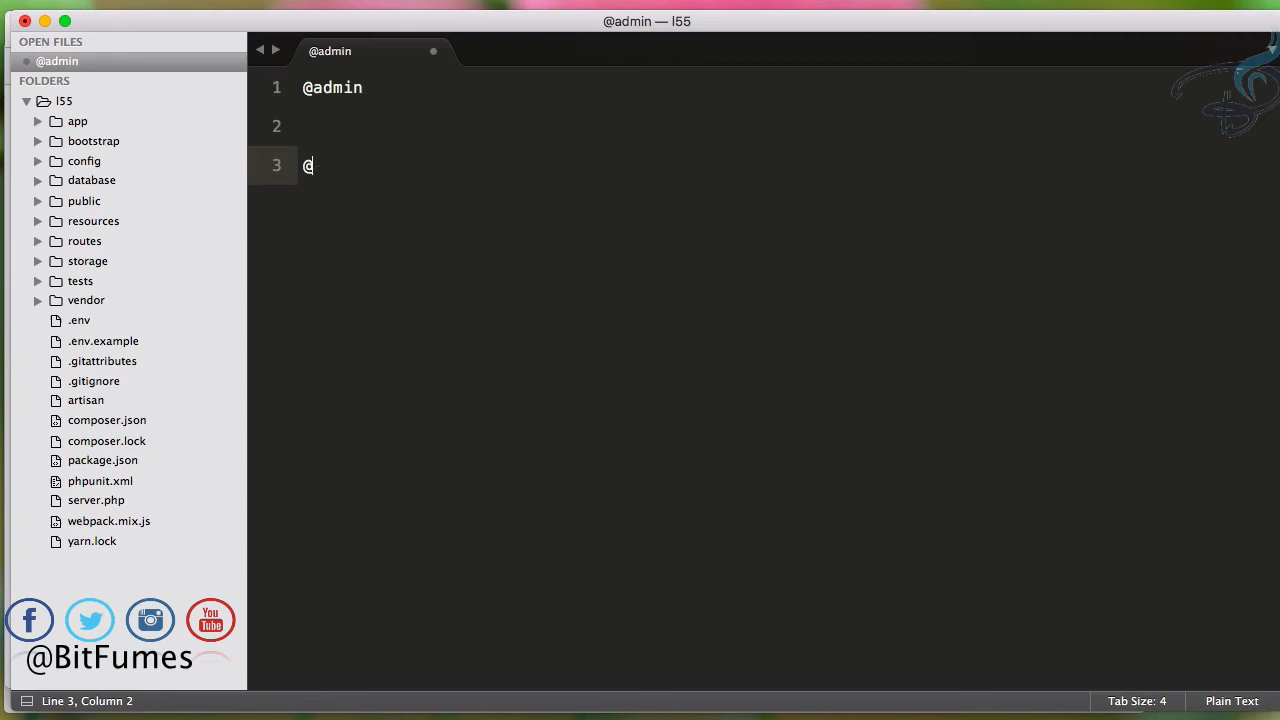 @admin — l55
OPEN FILES
@admin
FOLDERS
l55
app
bootstrap
config
database
public
resources
routes
storage
tests
vendor
.env
.env.example
.gitattributes
.gitignore
artisan
composer.json
composer.lock
package.json
phpunit.xml
server.php
webpack.mix.js
yarn.lock
@admin
1 @admin
2
3 @
f
You
Tube
@BitFumes
Line 3, Column 2
Tab Size: 4
Plain Text